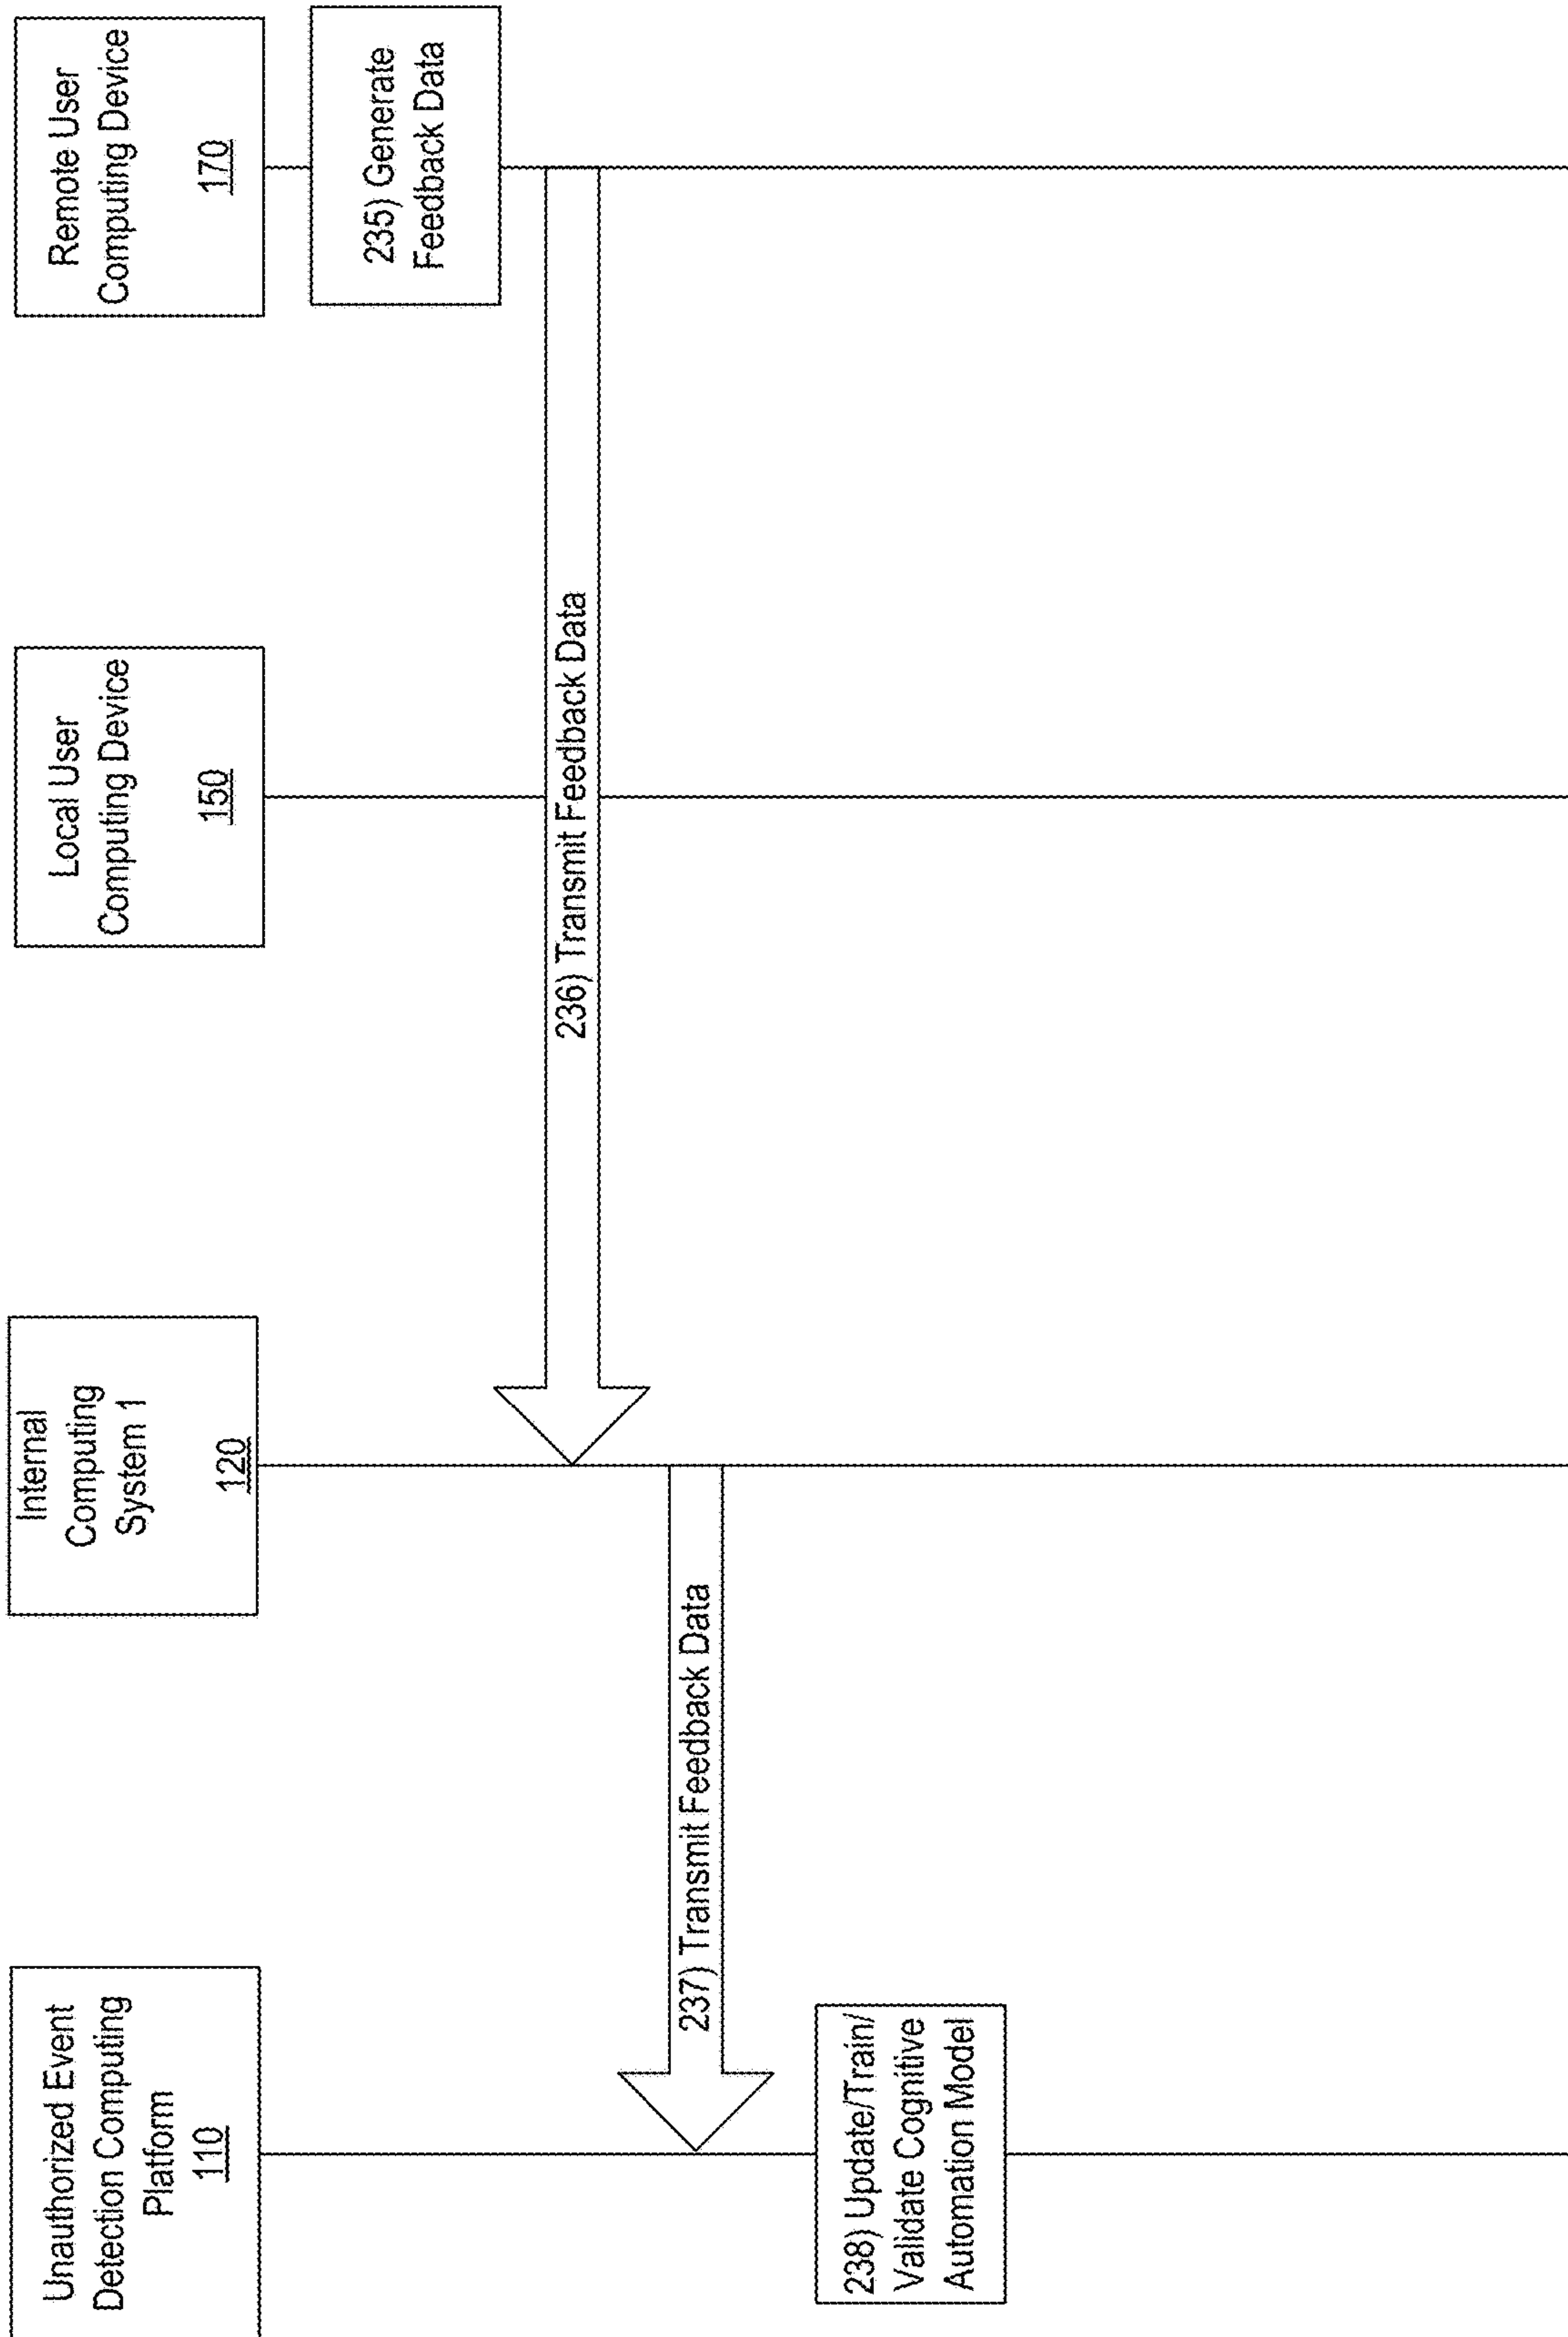 Unauthorized Event
Detection Computing
Platform
110
Internal
Computing
System 1
120
Local User
Computing Device
150
Remote User
Computing Device
170
235) Generate
Feedback Data
236) Transmit Feedback Data
237) Transmit Feedback Data
238) Update/Train/
Validate Cognitive
Automation Model